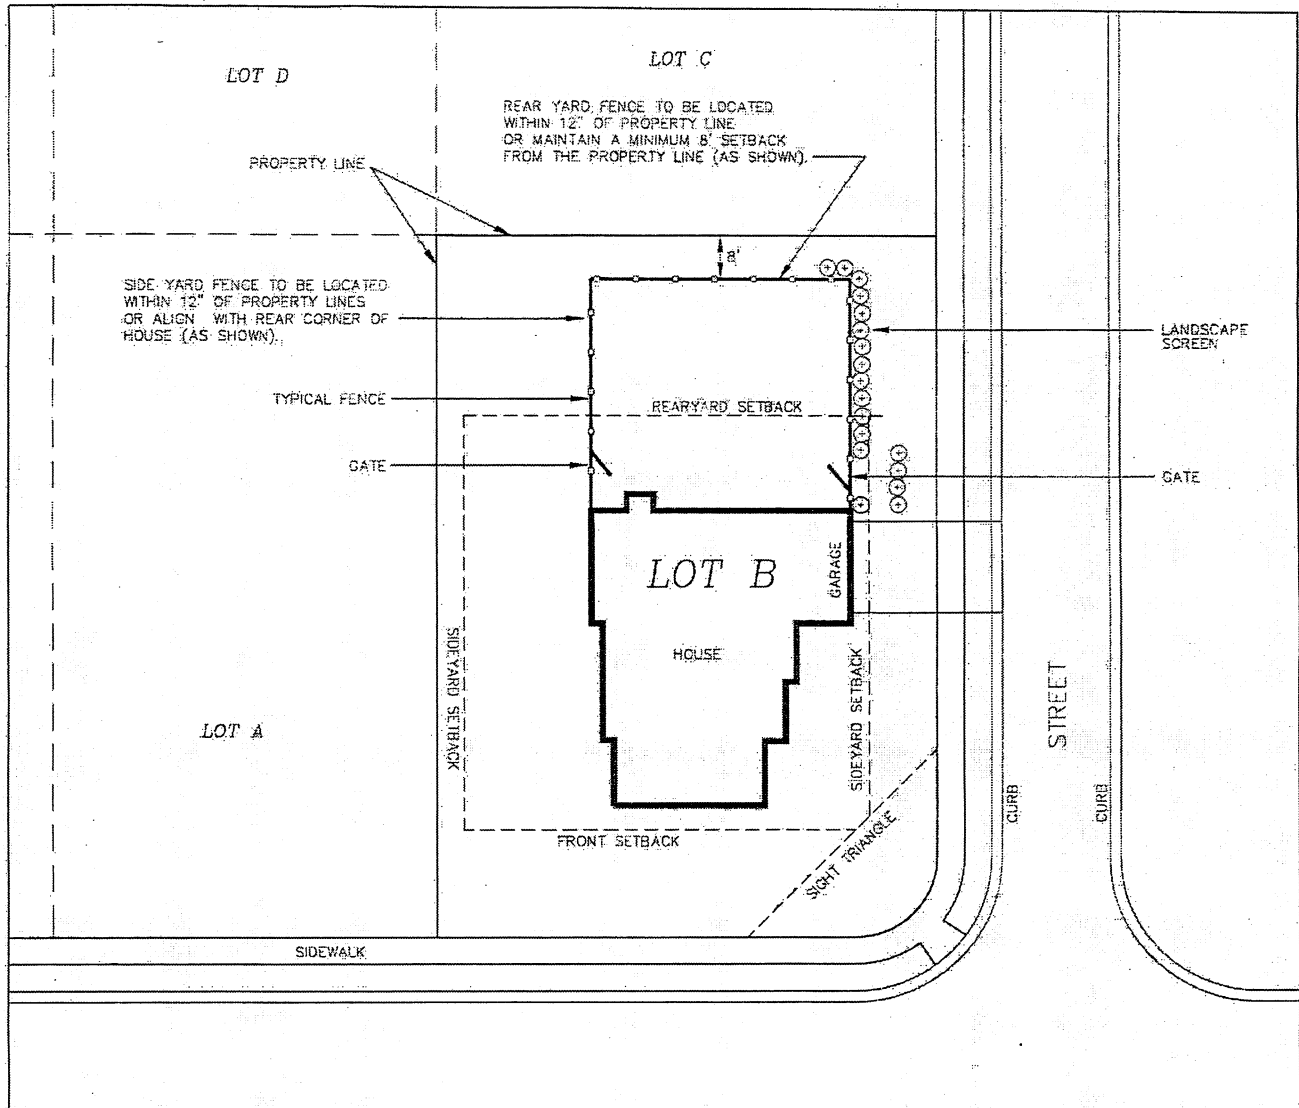 LOT D
LOT C
REAR YARD FENCE TO BE LOCATED
WITHIN 12" OF PROPERTY LINE
OR MAINTAIN A MINIMUM 8' SETBACK
FROM THE PROPERTY LINE (AS SHOWN).
PROPERTY LINE
8'
SIDE YARD FENCE TO BE LOCATED
WITHIN 12" OF PROPERTY LINES
OR ALIGN WITH REAR CORNER OF
HOUSE (AS SHOWN).
LANDSCAPE
SCREEN
TYPICAL FENCE
REARYARD SETBACK
GATE
GATE
LOT B
GARAGE
HOUSE
SIDEYARD SETBACK
SIDEYARD SETBACK
STREET
LOT A
CURB
CURB
FRONT SETBACK
SIGHT TRIANGLE
SIDEWALK